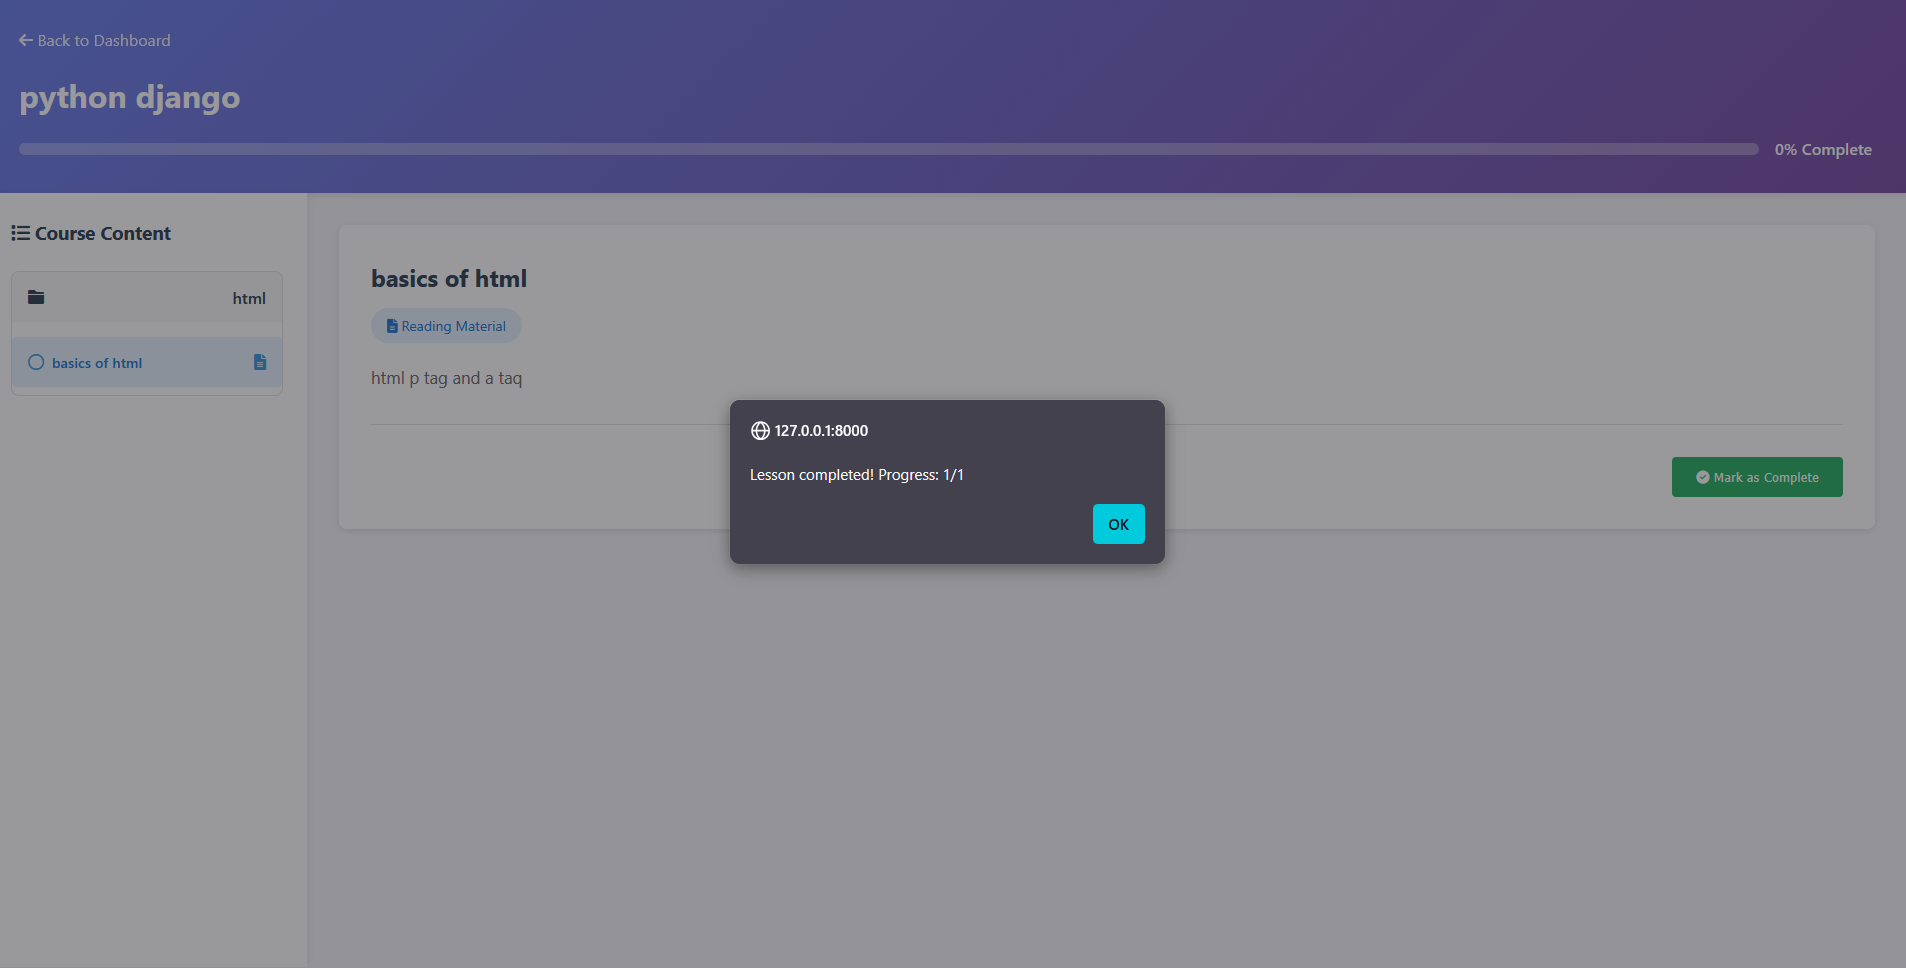 Back to Dashboard
python django
0% Complete
Course Content
html
basics of html
basics of html
Reading Material
html p tag and a taq
127.0.0.1:8000
Lesson completed! Progress: 1/1
OK
Mark as Complete